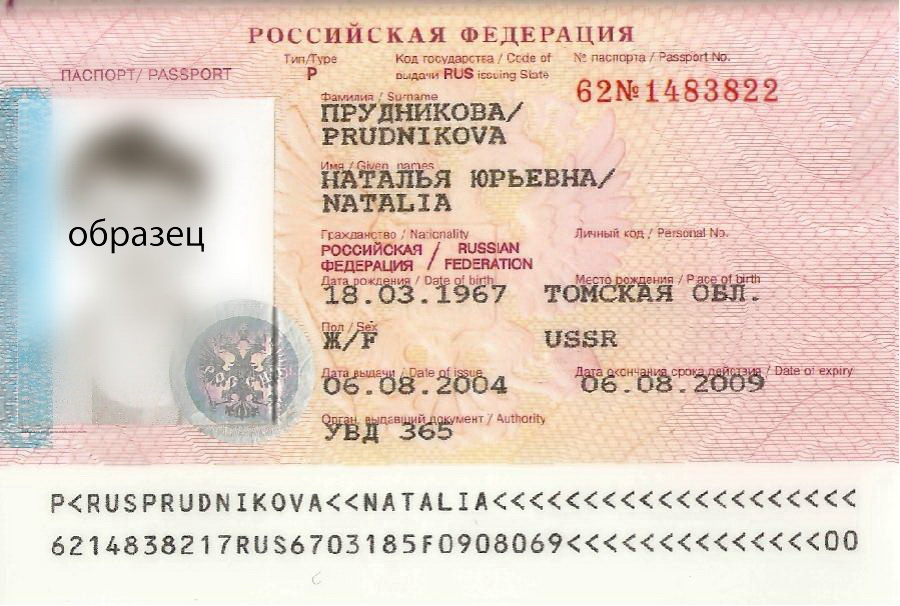 РОССИЙСКАЯ ФЕДЕРАЦИЯ
ПАСПОРТ/ PASSPORT
Тип/Type
P
Код государства / Code of
выдачи RUS issuing State
№ паспорта / Passport No.
62№1483822
Фамилия / Surname
ПРУДНИКОВА/
PRUDNIKOVA
Имя / Given names
НАТАЛЬЯ ЮРЬЕВНА/
NATALIA
образец
Гражданство / Nationality
РОССИЙСКАЯ / RUSSIAN
ФЕДЕРАЦИЯ / FEDERATION
Личный код / Personal No.
Дата рождения / Date of birth
18.03.1967
Место рождения / Place of birth
ТОМСКАЯ ОБЛ.
Пол / Sex
Ж/F
USSR
Дата выдачи / Date of issue
06.08.2004
Дата окончания срока действия / Date of expiry
06.08.2009
Орган, выдавший документ / Authority
УВД 365
P<RUSPRUDNIKOVA<<NATALIA<<<<<<<<<<<<<<<<<<<<
6214838217RUS6703185F0908069<<<<<<<<<<<<<<00